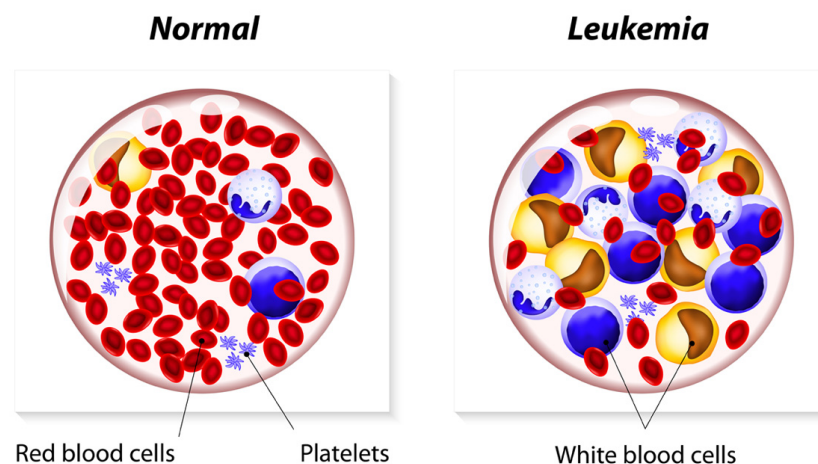 Normal
Leukemia
Red blood cells
Platelets
White blood cells